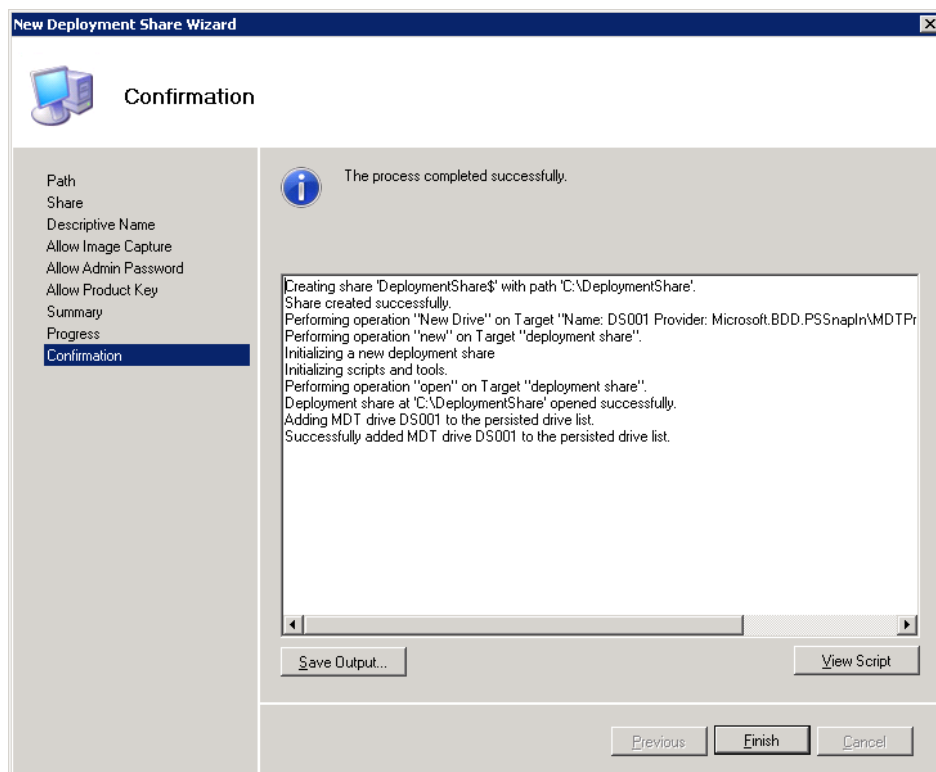 New Deployment Share Wizard
Confirmation
Path
Share
Descriptive Name
Allow Image Capture
Allow Admin Password
Allow Product Key
Summary
Progress
Confirmation
The process completed successfully.
Creating share 'DeploymentShare$' with path 'C:\DeploymentShare'.
Share created successfully.
Performing operation "New Drive" on Target "Name: DS001 Provider: Microsoft.BDD.PSSnapIn\MDTPr
Performing operation "new" on Target "deployment share".
Initializing a new deployment share
Initializing scripts and tools.
Performing operation "open" on Target "deployment share".
Deployment share at 'C:\DeploymentShare' opened successfully.
Adding MDT drive DS001 to the persisted drive list.
Successfully added MDT drive DS001 to the persisted drive list.
Save Output...
View Script
Previous
Finish
Cancel